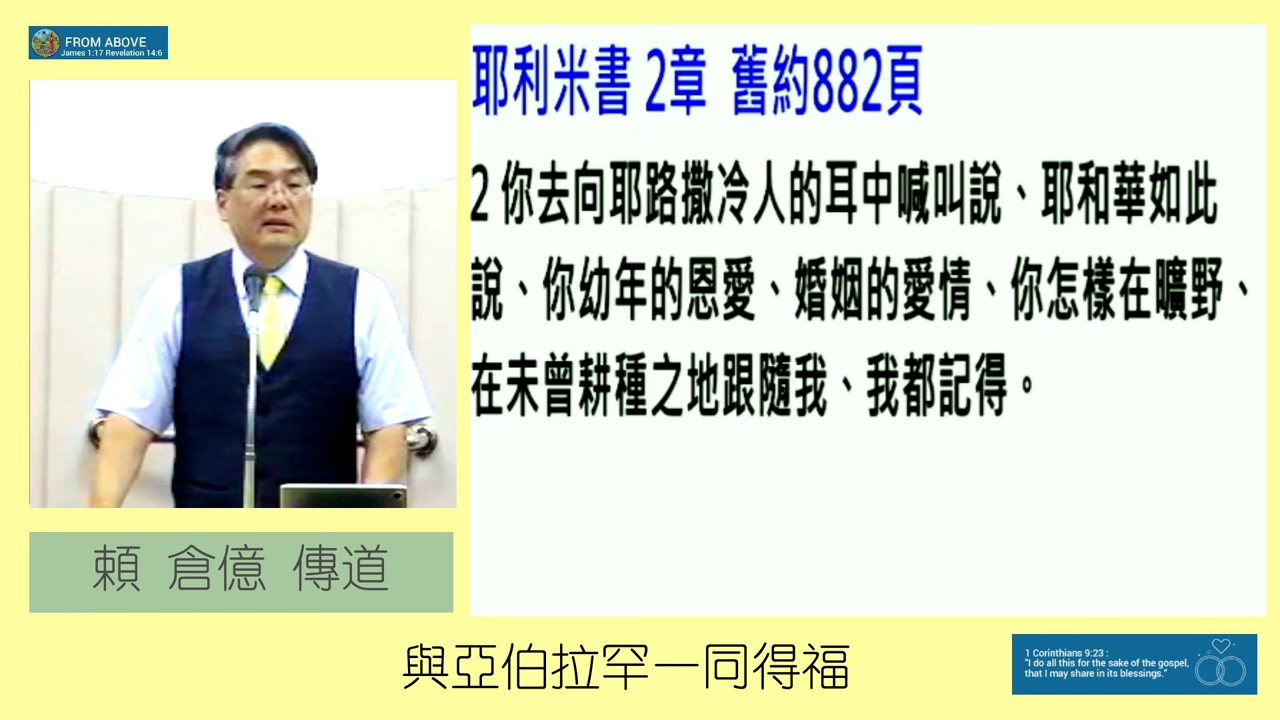 FROM ABOVE
James 1:17 Revelation 14:6
耶利米書 2章 舊約882頁
2 你去向耶路撒冷人的耳中喊叫說、耶和華如此
說、你幼年的恩愛、婚姻的愛情、你怎樣在曠野、
在未曾耕種之地跟隨我、我都記得。
賴 倉億 傳道
與亞伯拉罕一同得福
1 Corinthians 9:23 :
"I do all this for the sake of the gospel,
that I may share in its blessings."